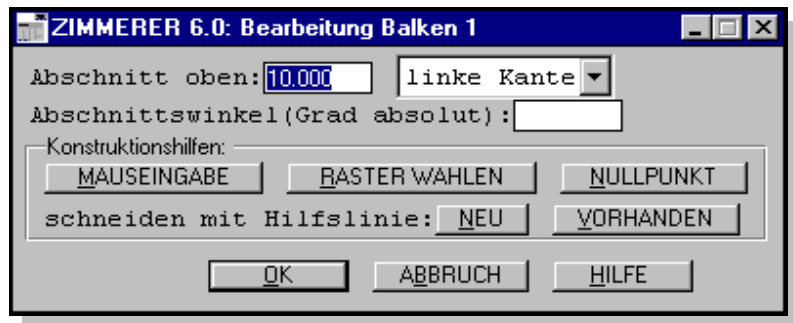 ZIMMERER 6.0: Bearbeitung Balken 1
Abschnitt oben: 10.000 linke Kante
Abschnittswinkel(Grad absolut):
Konstruktionshilfen:
MAUSEINGABE RASTER WÄHLEN NULLPUNKT
schneiden mit Hilfslinie: NEU VORHANDEN
OK ABBRUCH HILFE